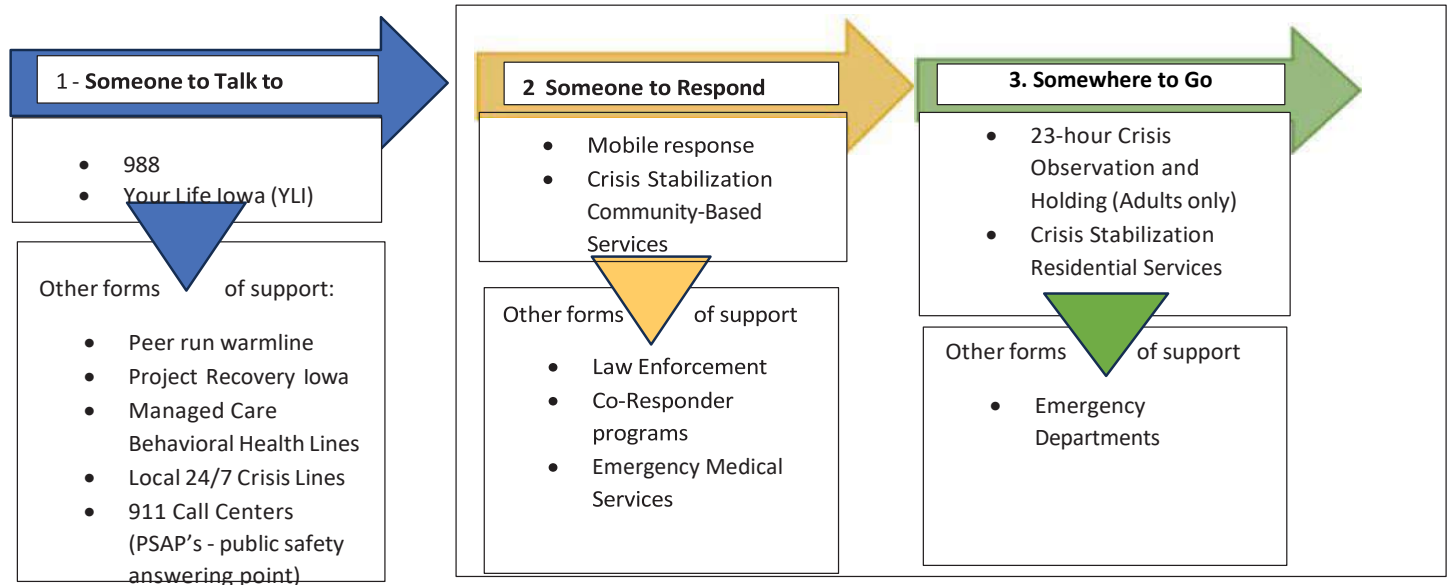 1 - Someone to Talk to
• 988
• Your Life Iowa (YLI)
Other forms of support:
• Peer run warmline
• Project Recovery Iowa
• Managed Care
Behavioral Health Lines
• Local 24/7 Crisis Lines
• 911 Call Centers
(PSAP’s - public safety
answering point)
2 Someone to Respond
• Mobile response
• Crisis Stabilization
Community-Based
Services
Other forms of support
• Law Enforcement
• Co-Responder
programs
• Emergency Medical
Services
3. Somewhere to Go
• 23-hour Crisis
Observation and
Holding (Adults only)
• Crisis Stabilization
Residential Services
Other forms of support
• Emergency
Departments